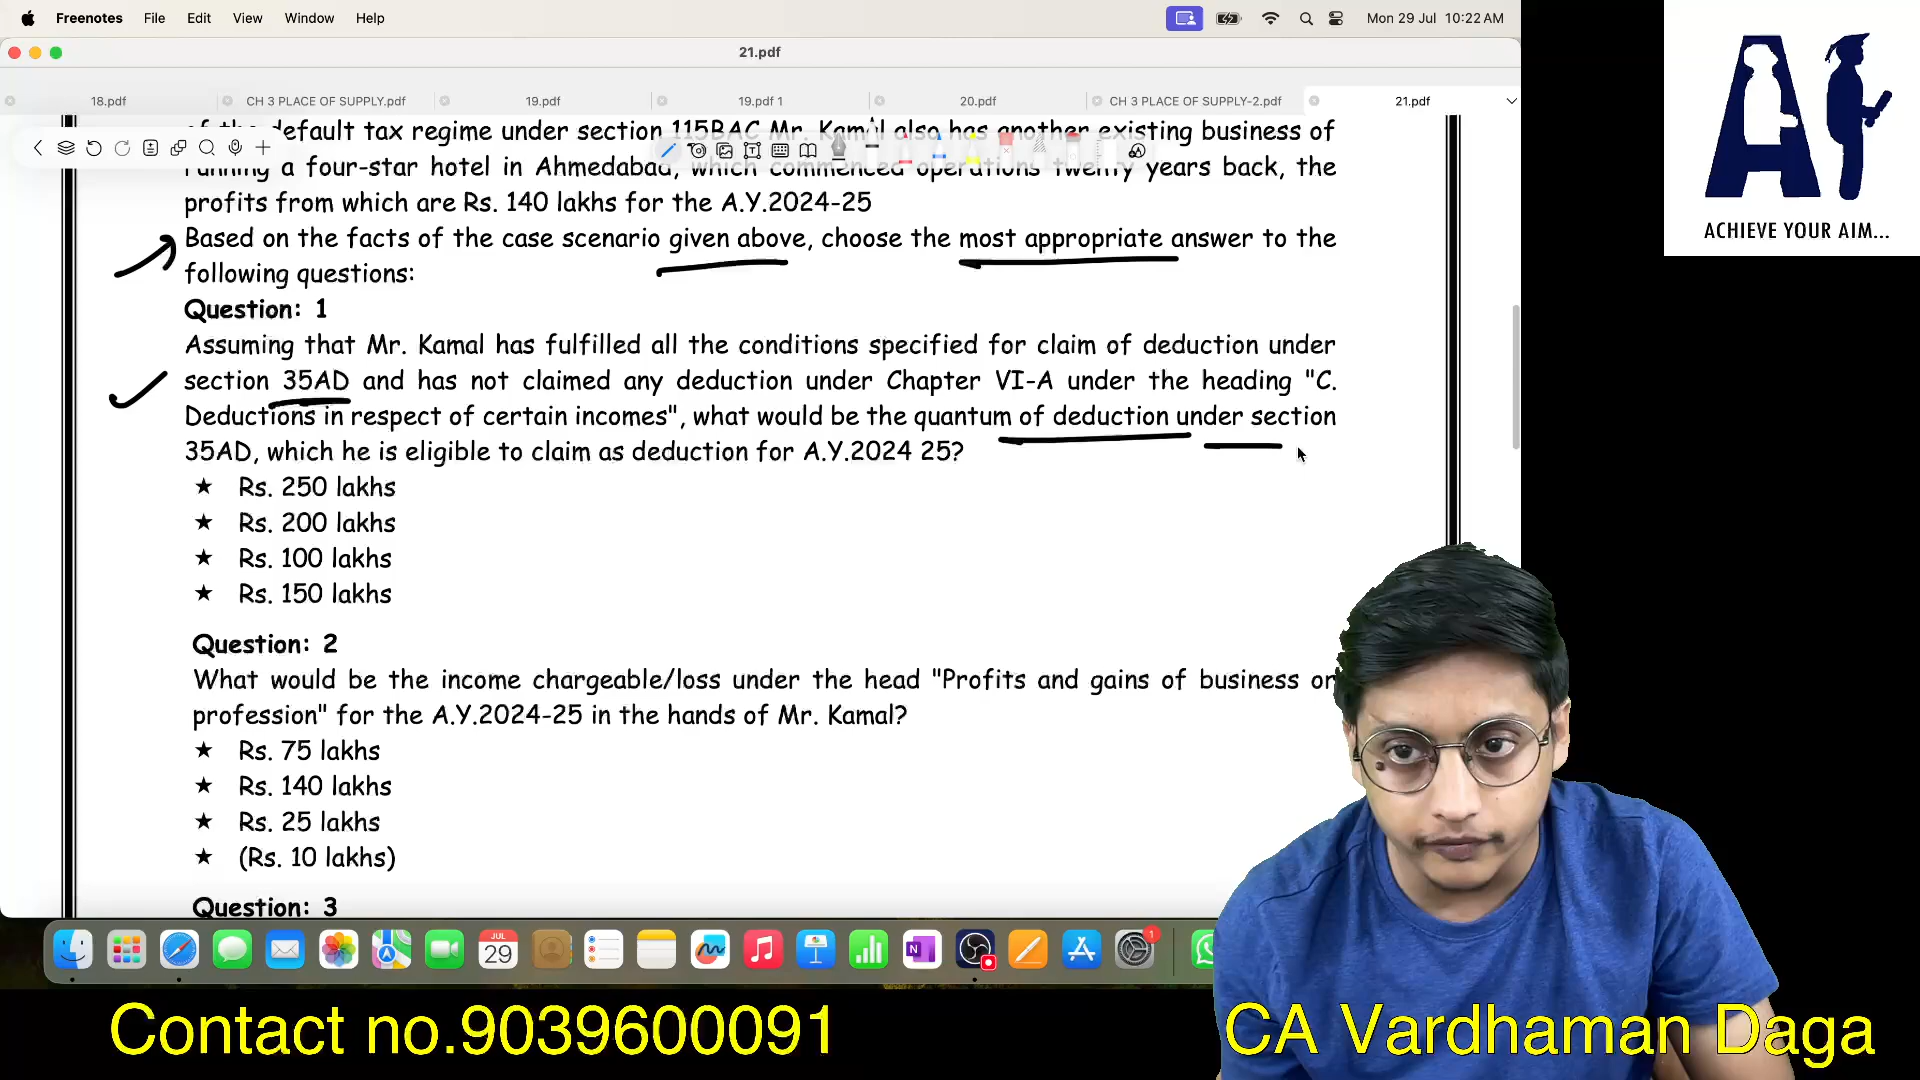 Freenotes File Edit View Window Help Mon 29 Jul 10:22 AM
21.pdf
18.pdf CH 3 PLACE OF SUPPLY.pdf 19.pdf 19.pdf 1 20.pdf CH 3 PLACE OF SUPPLY-2.pdf 21.pdf
of the default tax regime under section 115BAC Mr. Kamal also has another existing business of
running a four-star hotel in Ahmedabad, which commenced operations twenty years back, the
profits from which are Rs. 140 lakhs for the A.Y.2024-25
Based on the facts of the case scenario given above, choose the most appropriate answer to the
following questions:
Question: 1
Assuming that Mr. Kamal has fulfilled all the conditions specified for claim of deduction under
section 35AD and has not claimed any deduction under Chapter VI-A under the heading "C.
Deductions in respect of certain incomes", what would be the quantum of deduction under section
35AD, which he is eligible to claim as deduction for A.Y.2024 25?
★ Rs. 250 lakhs
★ Rs. 200 lakhs
★ Rs. 100 lakhs
★ Rs. 150 lakhs
Question: 2
What would be the income chargeable/loss under the head "Profits and gains of business or
profession" for the A.Y.2024-25 in the hands of Mr. Kamal?
★ Rs. 75 lakhs
★ Rs. 140 lakhs
★ Rs. 25 lakhs
★ (Rs. 10 lakhs)
Question: 3
JUL
29
N
1
ACHIEVE YOUR AIM...
Contact no.9039600091
CA Vardhaman Daga